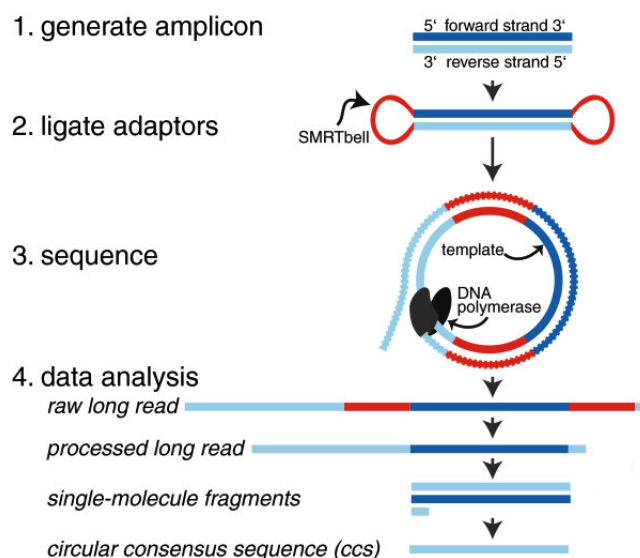 1. generate amplicon
5‘ forward strand 3‘
3‘ reverse strand 5‘
2. ligate adaptors
SMRTbell
3. sequence
template
DNA
polymerase
4. data analysis
raw long read
processed long read
single-molecule fragments
circular consensus sequence (ccs)